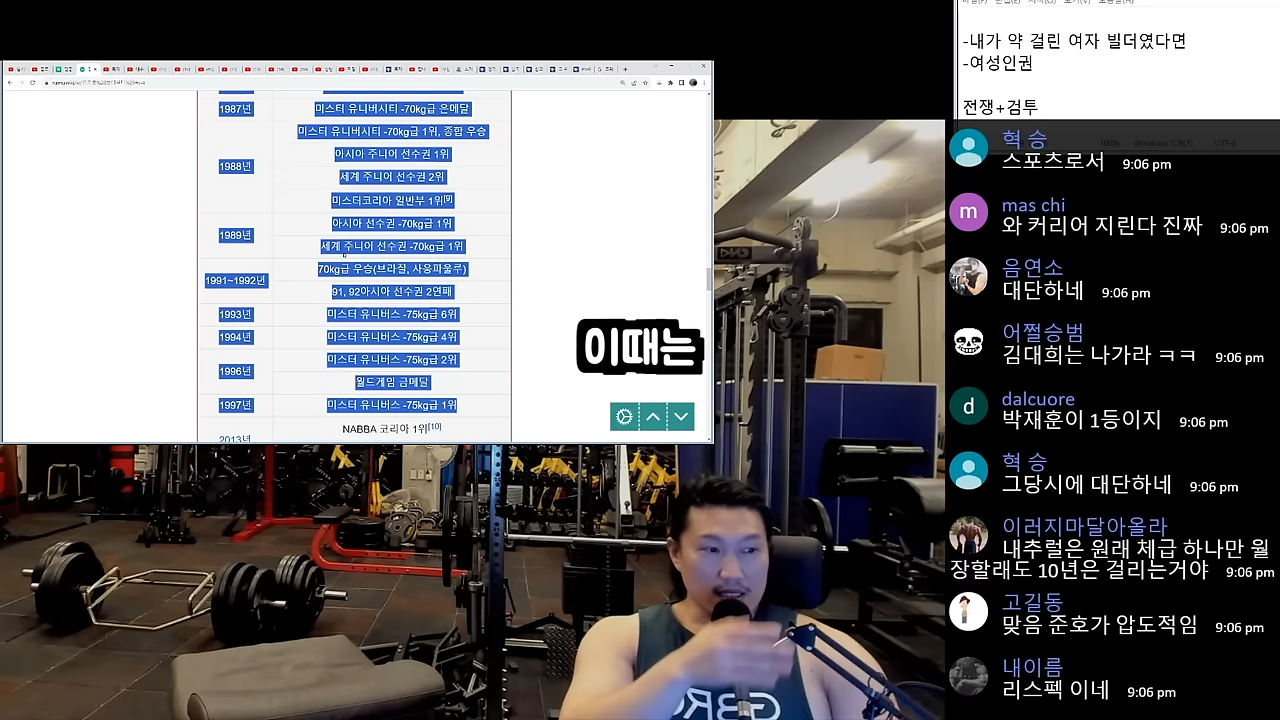 -내가 약 걸린 여자 빌더였다면
-여성인권
전쟁+검투
100% Windows (CRLF) UTF-8
1987년
미스터 유니버시티 -70kg급 은메달
미스터 유니버시티 -70kg급 1위, 종합 우승
1988년
아시아 주니어 선수권 1위
세계 주니어 선수권 2위
미스터코리아 일반부 1위[9]
1989년
아시아 선수권 -70kg급 1위
세계 주니어 선수권 -70kg급 1위
1991~1992년
70kg급 우승(브라질, 사웅피울루)
91, 92아시아 선수권 2연패
1993년
미스터 유니버스 -75kg급 6위
1994년
미스터 유니버스 -75kg급 4위
1996년
미스터 유니버스 -75kg급 2위
월드게임 금메달
1997년
미스터 유니버스 -75kg급 1위
2013년
NABBA 코리아 1위[10]
이때는
혁 승
스포츠로서 9:06 pm
mas chi
와 커리어 지린다 진짜 9:06 pm
음연소
대단하네 9:06 pm
어쩔승범
김대희는 나가라 ㅋㅋ 9:06 pm
dalcuore
박재훈이 1등이지 9:06 pm
혁 승
그당시에 대단하네 9:06 pm
이러지마달아올라
내추럴은 원래 체급 하나만 월
장할래도 10년은 걸리는거야 9:06 pm
고길동
맞음 준호가 압도적임 9:06 pm
내이름
리스펙 이네 9:06 pm